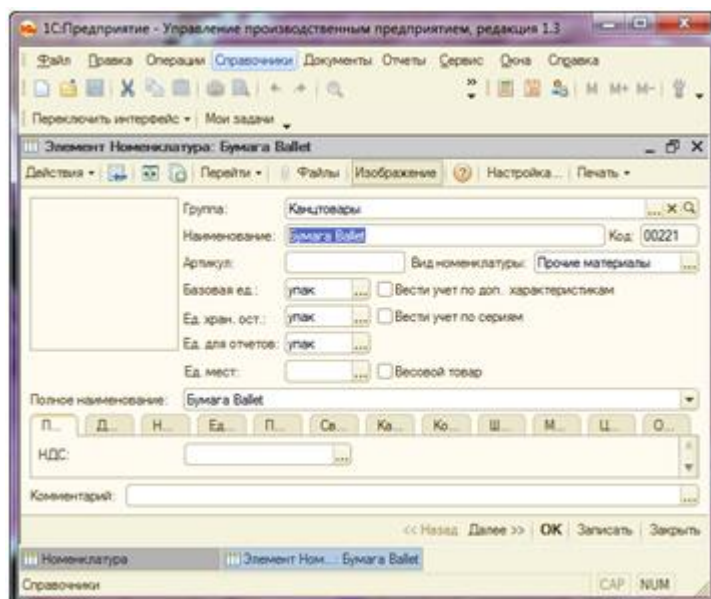 1С:Предприятие - Управление производственным предприятием, редакция 1.3
Файл Правка Операции Справочники Документы Отчеты Сервис Окна Справка
M M+ M-
Переключить интерфейс Мои задачи
Элемент Номенклатура: Бумага Ballet
Действия Перейти Файлы Изображение Настройка... Печать
Группа: Канцтовары ... x
Наименование: Бумага Ballet Код: 00221
Артикул: Вид номенклатуры: Прочие материалы ...
Базовая ед.: упак ... Вести учет по доп. характеристикам
Ед. хран. ост.: упак ... Вести учет по сериям
Ед. для отчетов: упак ...
Ед. мест: ... Весовой товар
Полное наименование: Бумага Ballet
П... Д... Н... Ед... П... Св... Ка... Ко... Ш... М... Ц... О...
НДС: ...
Комментарий: ...
<< Назад Далее >> OK Записать Закрыть
Номенклатура Элемент Ном...: Бумага Ballet
Справочники CAP NUM